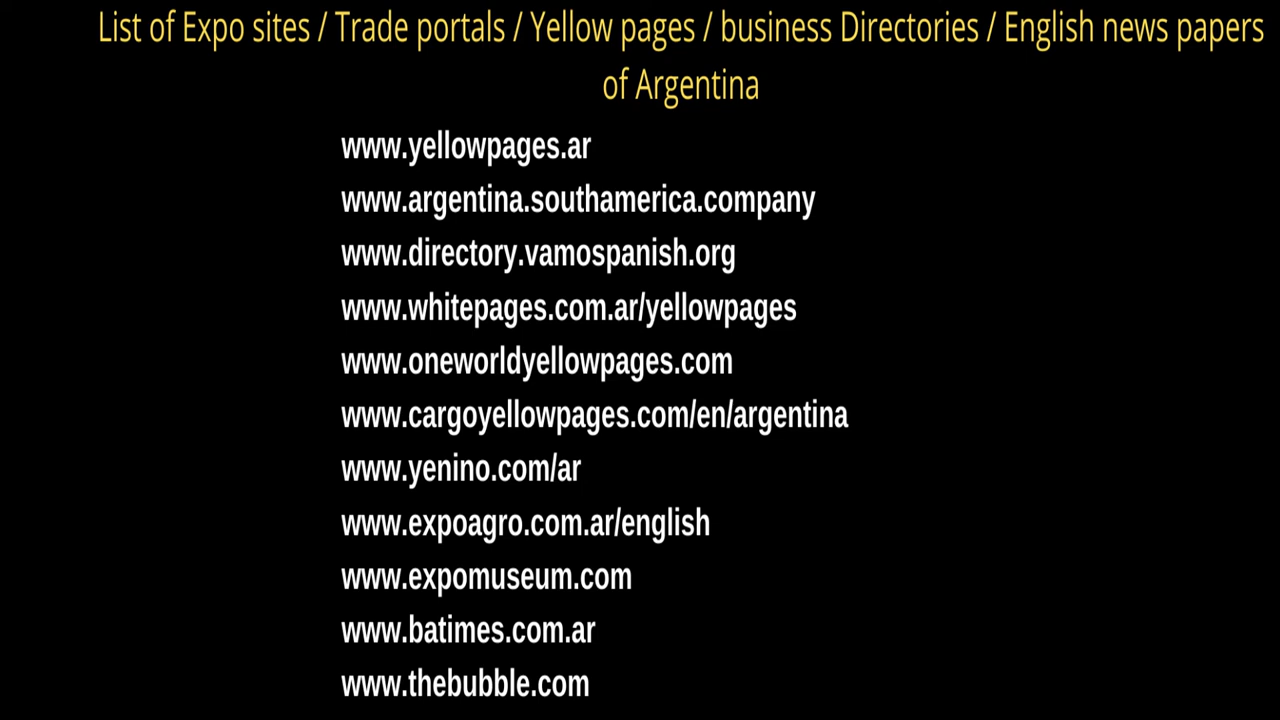 List of Expo sites / Trade portals / Yellow pages / business Directories / English news papers
of Argentina
www.yellowpages.ar
www.argentina.southamerica.company
www.directory.vamospanish.org
www.whitepages.com.ar/yellowpages
www.oneworldyellowpages.com
www.cargoyellowpages.com/en/argentina
www.yenino.com/ar
www.expoagro.com.ar/english
www.expomuseum.com
www.batimes.com.ar
www.thebubble.com